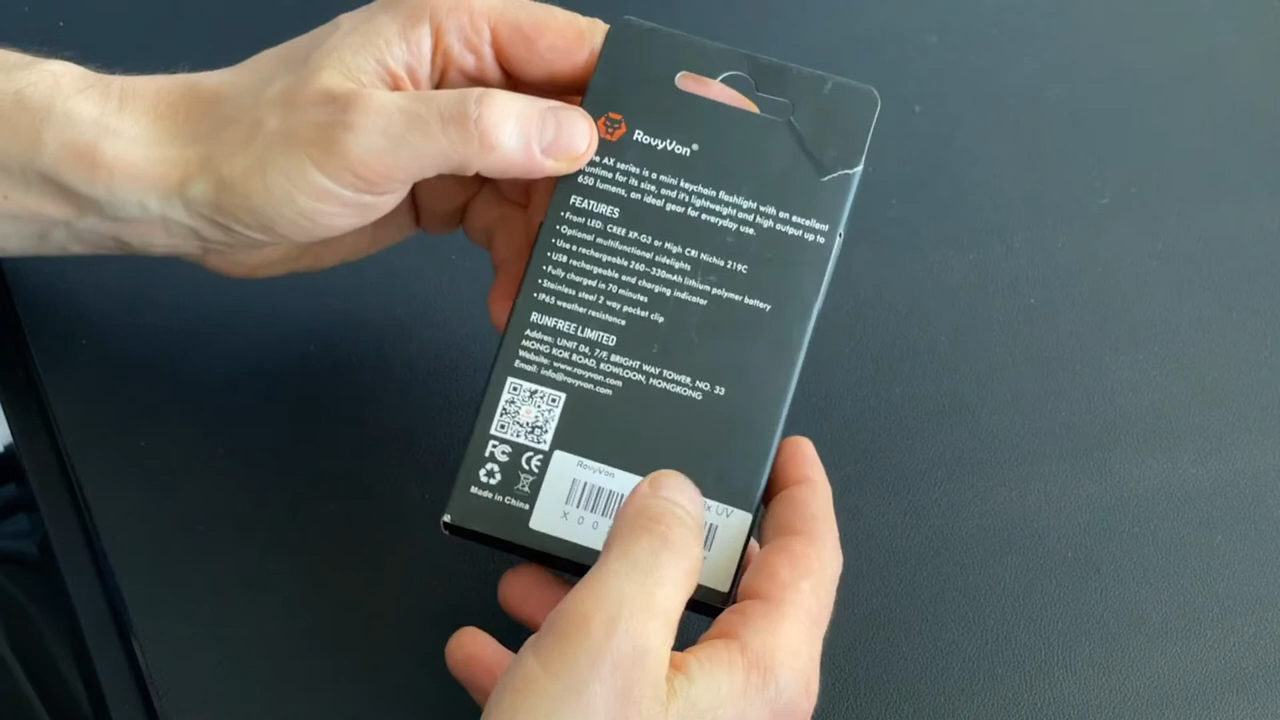 RovyVon®
The AX series is a mini keychain flashlight with an excellent
runtime for its size, and it's lightweight and high output up to
650 lumens, an ideal gear for everyday use.
FEATURES
•Front LED: CREE XP-G3 or High CRI Nichia 219C
•Optional multifunctional sidelights
•Use a rechargeable 260~330mAh lithium polymer battery
•USB rechargeable and charging indicator
•Fully charged in 70 minutes
•Stainless steel 2 way pocket clip
•IP65 weather resistance
RUNFREE LIMITED
Addres: UNIT 04, 7/F, BRIGHT WAY TOWER, NO. 33
MONG KOK ROAD, KOWLOON, HONGKONG
Website: www.rovyvon.com
Email: info@rovyvon.com
FC CE
Made in China
RovyVon UV
X00